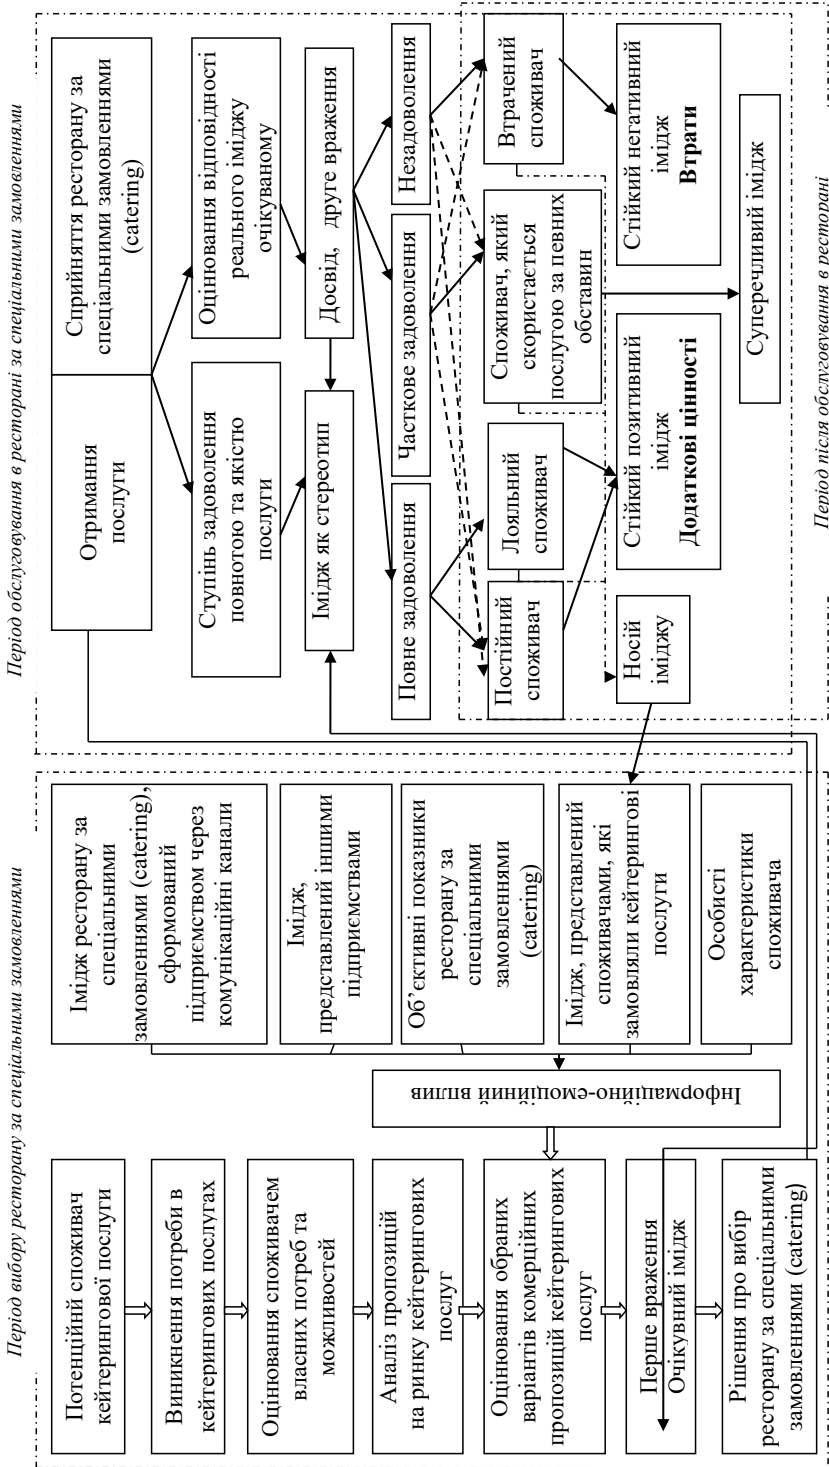 Період вибору ресторану за спеціальними замовленнями
Потенційнй споживач
кейтерингової послуги
Виникнення потреби в
кейтерингових послугах
Оцінювання споживачем
власних потреб та
можливостей
Аналіз пропозицій
на ринку кейтерингових
послуг
Оцінювання обраних
варіантів комерційних
пропозицій кейтерингових
послуг
Перше враження
Очікувний імідж
Рішення про вибір
ресторану за спеціальними
замовленнями (catering)
Інформаційно-емоційний вплив
Імідж ресторану за
спеціальними
замовленнями (catering),
сформований
підприємством через
комунікаційні канали
Імідж,
представлений іншими
підприємствами
Об’єктивні показники
ресторану за
спеціальними
замовленнями
(catering)
Імідж, представлений
споживачами, які
замовляли кейтерингові
послуги
Особисті
характеристики
споживача
Період обслуговування в ресторані за спеціальними замовленнями
Отримання
послуги
Сприйняття ресторану за
спеціальними замовленнями
(catering)
Ступінь задоволення
повнотою та якістю
послуги
Оцінювання відповідності
реального іміджу
очікуваному
Імідж як стереотип
Досвід, друге враження
Повне задоволення
Часткове задоволення
Незадоволення
Постійний
споживач
Лояльний
споживач
Споживач, який
скористається
послугою за певних
обставин
Втрачений
споживач
Носій
іміджу
Стійкий позитивний
імідж
Додаткові цінності
Стійкий негативний
імідж
Втрати
Суперечливий імідж
Період після обслуговування в ресторані